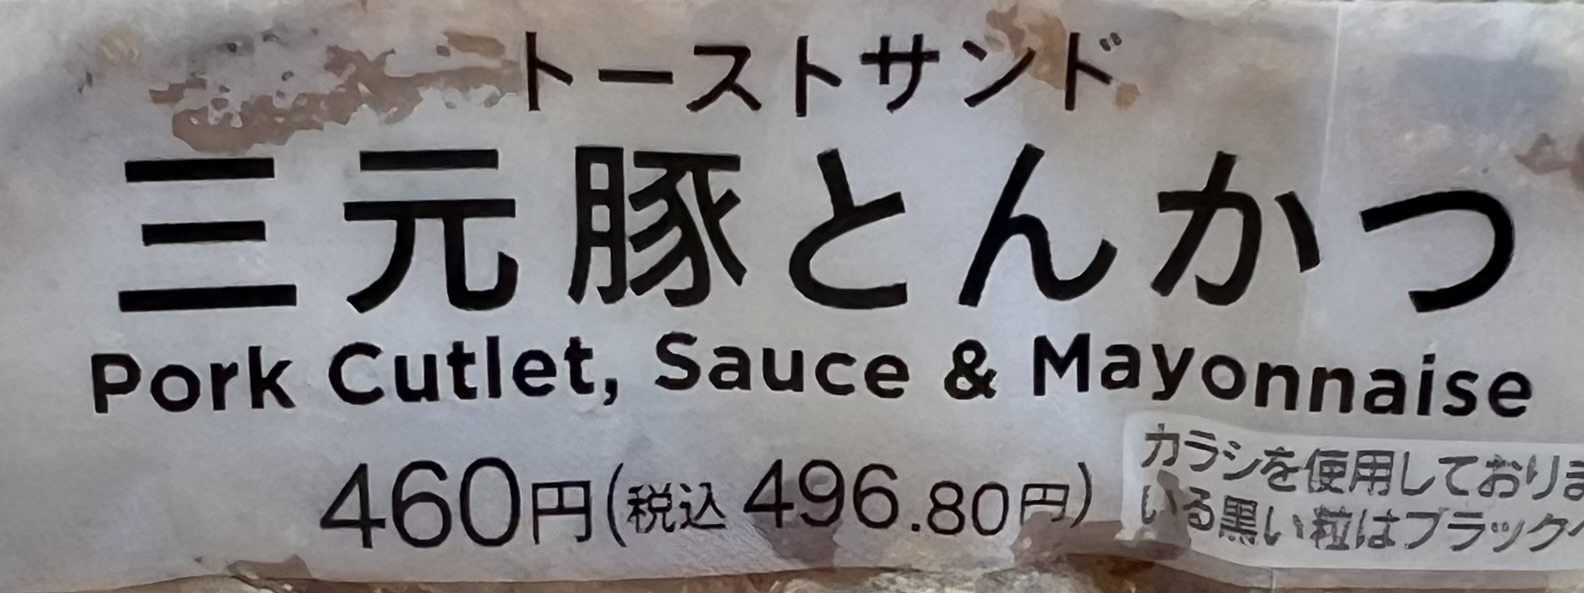 トーストサンド
三元豚とんかつ
Pork Cutlet, Sauce & Mayonnaise
460円(税込 496.80円)
カラシを使用しておりま
いる黒い粒はブラック